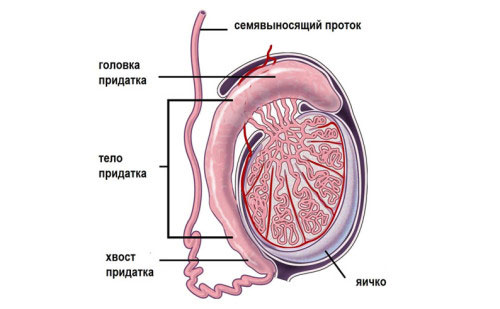 семявыносящий проток
головка
придатка
тело
придатка
хвост
придатка
яичко